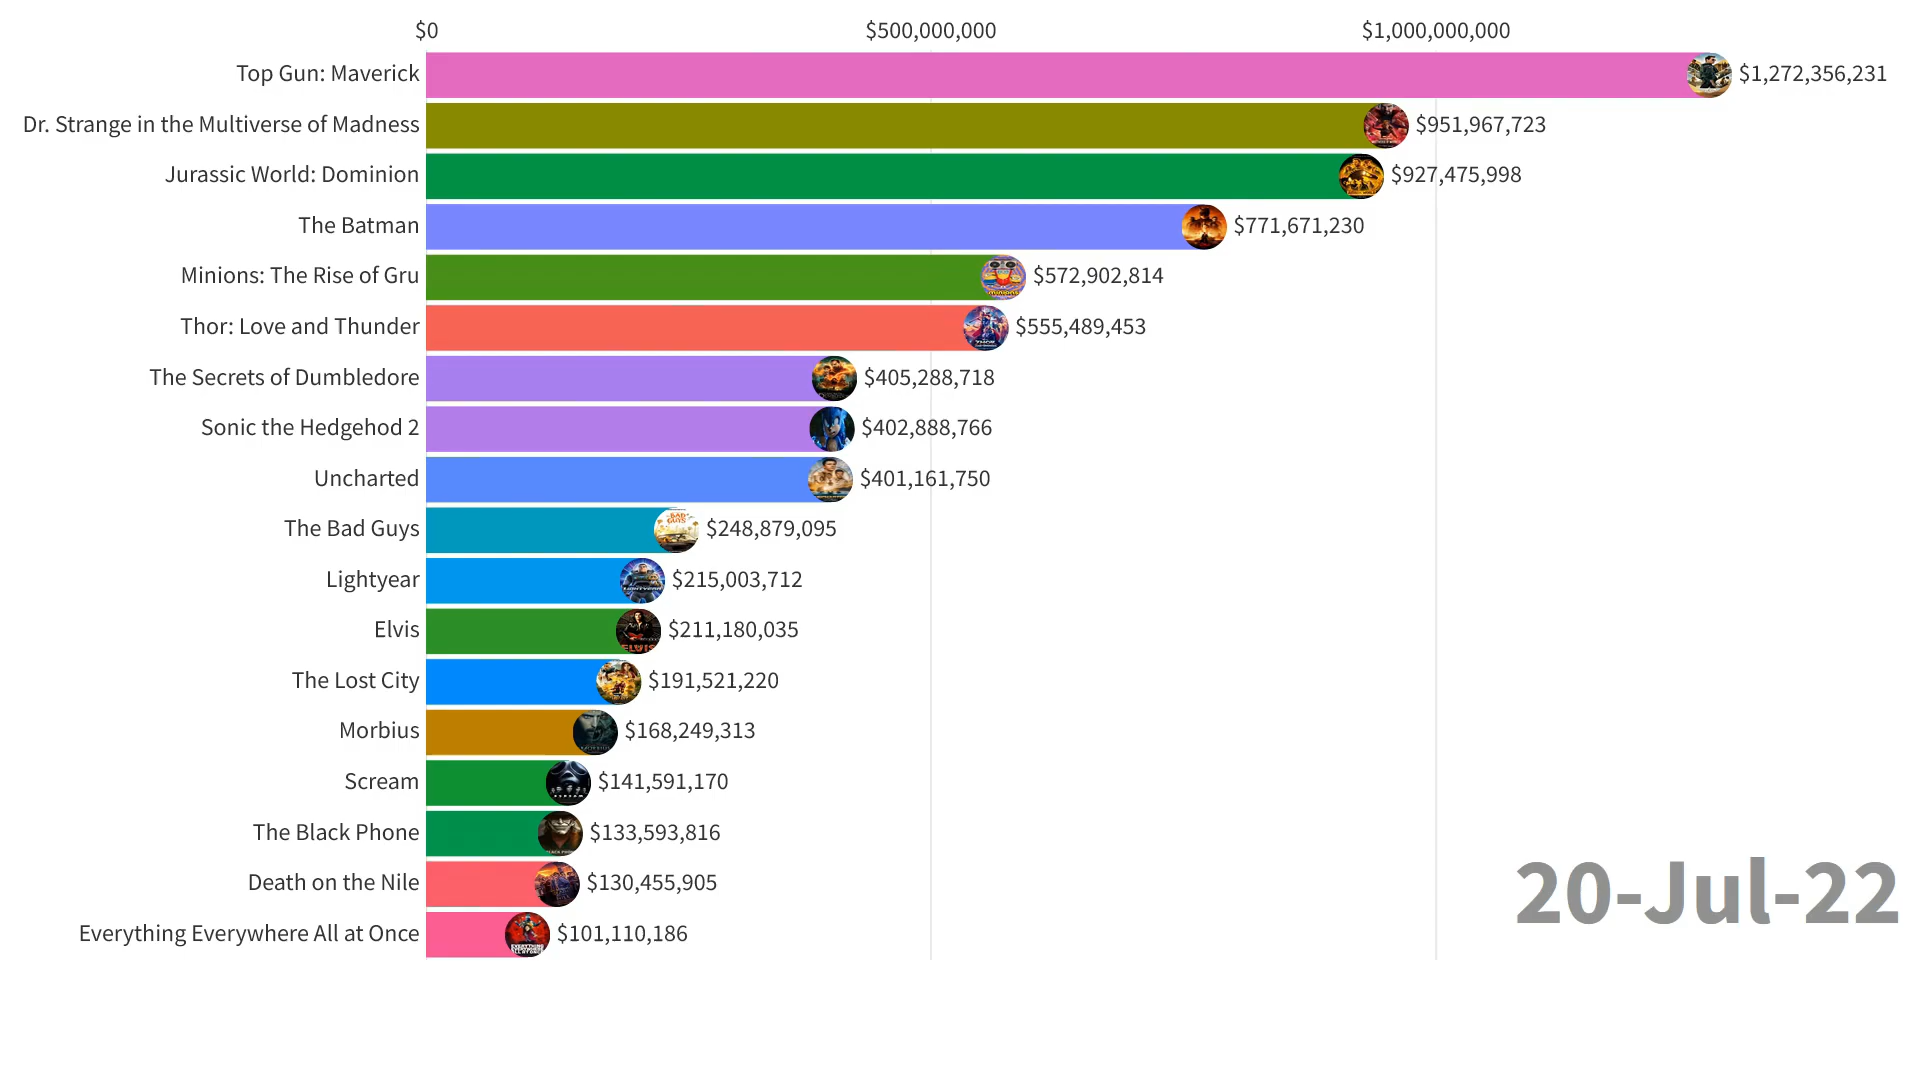 $0 $500,000,000 $1,000,000,000
Top Gun: Maverick $1,272,356,231
Dr. Strange in the Multiverse of Madness $951,967,723
Jurassic World: Dominion $927,475,998
The Batman $771,671,230
Minions: The Rise of Gru $572,902,814
Thor: Love and Thunder $555,489,453
The Secrets of Dumbledore $405,288,718
Sonic the Hedgehod 2 $402,888,766
Uncharted $401,161,750
The Bad Guys $248,879,095
Lightyear $215,003,712
Elvis $211,180,035
The Lost City $191,521,220
Morbius $168,249,313
Scream $141,591,170
The Black Phone $133,593,816
Death on the Nile $130,455,905
Everything Everywhere All at Once $101,110,186
20-Jul-22